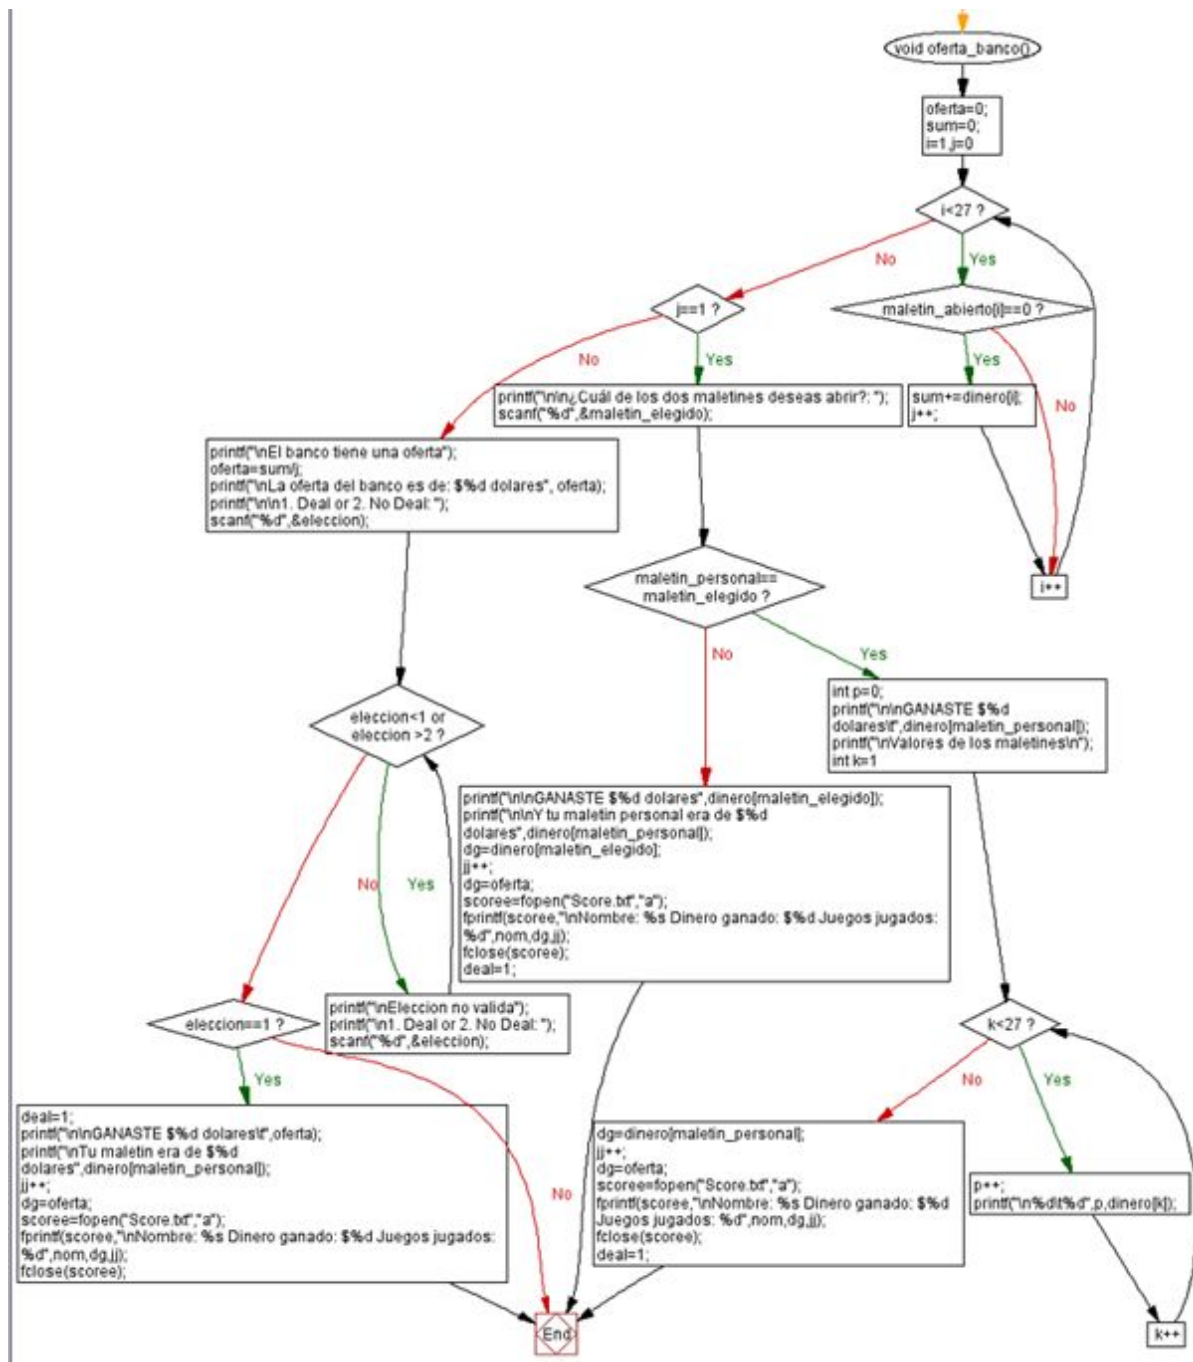 void oferta_banco()
oferta=0;
sum=0;
i=1,j=0
i<27 ?
No
Yes
j==1 ?
maletin_abierto[i]==0 ?
No
Yes
Yes
No
printf("\n\n¿Cuál de los dos maletines deseas abrir?: ");
scanf("%d",&maletin_elegido);
sum+=dinero[i];
j++;
printf("\nEl banco tiene una oferta");
oferta=sum/j;
printf("\nLa oferta del banco es de: $%d dolares", oferta);
printf("\n\n1. Deal or 2. No Deal: ");
scanf("%d",&eleccion);
maletin_personal==
maletin_elegido ?
i++
No
Yes
eleccion<1 or
eleccion >2 ?
int p=0;
printf("\n\nGANASTE $%d
dolares\t",dinero[maletin_personal]);
printf("\nValores de los maletines\n");
int k=1
printf("\n\nGANASTE $%d dolares",dinero[maletin_elegido]);
printf("\n\nY tu maletin personal era de $%d
dolares",dinero[maletin_personal]);
dg=dinero[maletin_elegido];
jj++;
dg=oferta;
scoree=fopen("Score.txt","a");
fprintf(scoree,"\nNombre: %s Dinero ganado: $%d Juegos jugados:
%d",nom,dg,jj);
fclose(scoree);
deal=1;
No
Yes
eleccion==1 ?
printf("\nEleccion no valida");
printf("\n1. Deal or 2. No Deal: ");
scanf("%d",&eleccion);
k<27 ?
Yes
No
Yes
deal=1;
printf("\n\nGANASTE $%d dolares\t",oferta);
printf("\nTu maletin era de $%d
dolares",dinero[maletin_personal]);
jj++;
dg=oferta;
scoree=fopen("Score.txt","a");
fprintf(scoree,"\nNombre: %s Dinero ganado: $%d Juegos jugados:
%d",nom,dg,jj);
fclose(scoree);
No
dg=dinero[maletin_personal];
jj++;
dg=oferta;
scoree=fopen("Score.txt","a");
fprintf(scoree,"\nNombre: %s Dinero ganado: $%d
Juegos jugados: %d",nom,dg,jj);
fclose(scoree);
deal=1;
p++;
printf("\n%d\t%d",p,dinero[k]);
End
k++